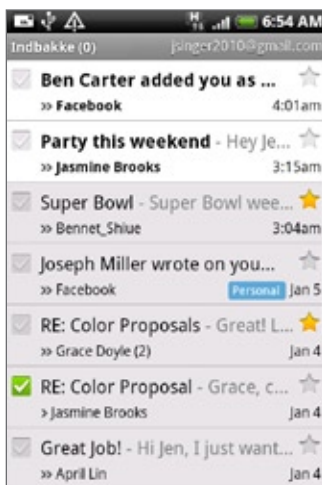 H 6:54 AM
Indbakke (0) jsinger2010@gmail.com
Ben Carter added you as ...
» Facebook 4:01am
Party this weekend - Hey Je...
» Jasmine Brooks 3:15am
Super Bowl - Super Bowl wee...
» Bennet_Shiue 3:04am
Joseph Miller wrote on you...
» Facebook Personal Jan 5
RE: Color Proposals - Great! L...
» Grace Doyle (2) Jan 4
RE: Color Proposal - Grace, c...
› Jasmine Brooks Jan 4
Great Job! - Hi Jen, I just want...
» April Lin Jan 4